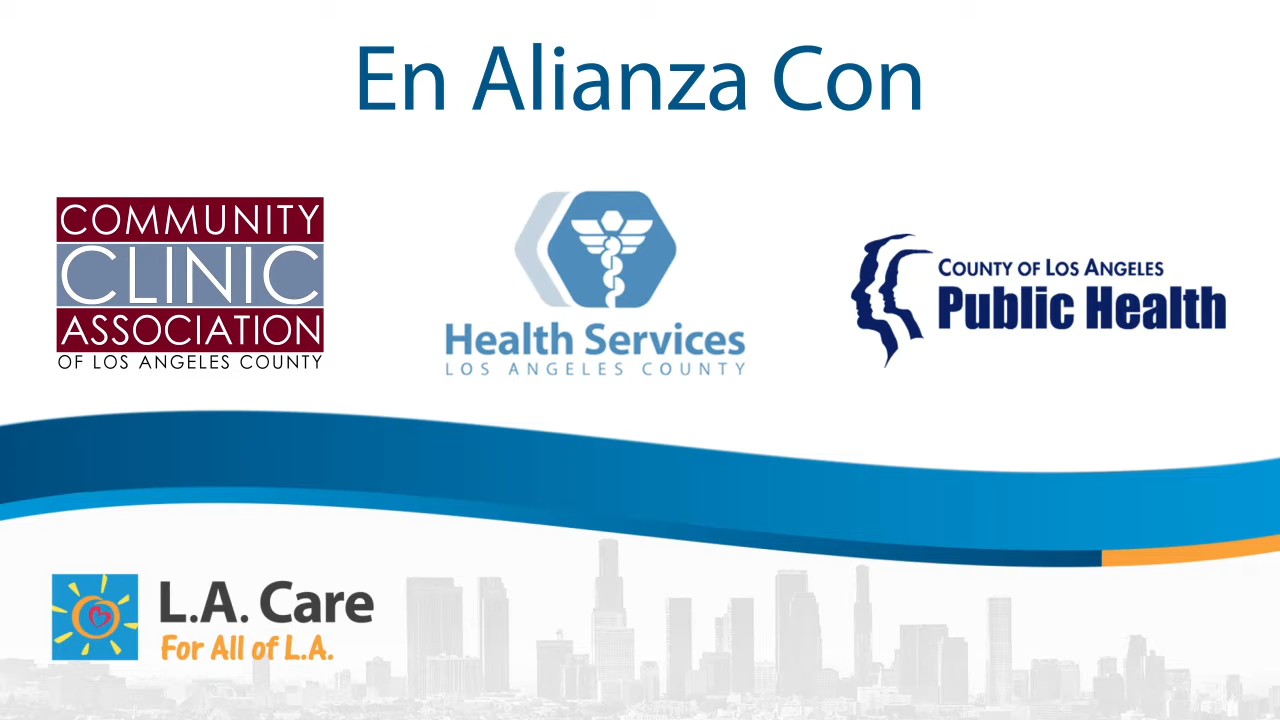 En Alianza Con
COMMUNITY
CLINIC
ASSOCIATION
OF LOS ANGELES COUNTY
Health Services
LOS ANGELES COUNTY
COUNTY OF LOS ANGELES
Public Health
L.A. Care
For All of L.A.